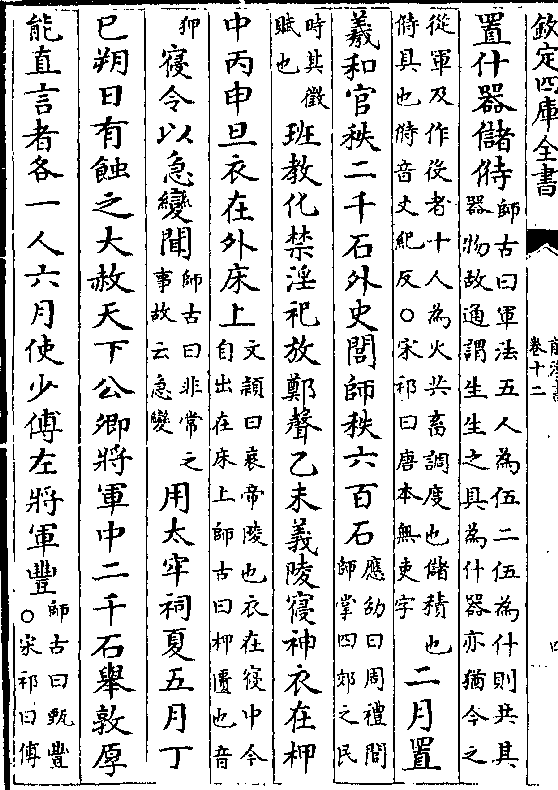 欽定四庫全書
卷十二
置什器儲偫
師古曰軍法五人為伍二伍為什則共其
器物故通謂生生之具為什器亦猶今之
從軍及作役者十人為火共畜調度也儲積也
偫具也偫音丈紀反○宋祁曰唐本無吏字
二月置
羲和官秩二千石外史閭師秩六百石
應劭曰周禮閭
師掌四郊之民
時其徵
賦也
班教化禁淫祀放鄭聲乙未義陵寢神衣在柙
中丙申旦衣在外床上
文穎曰哀帝陵也衣在寢中今
自出在床上師古曰柙匱也音
狎
寢令以急變聞
師古曰非常之
事故云急變
用太牢祠夏五月丁
巳朔日有蝕之大赦天下公卿將軍中二千石舉敦厚
能直言者各一人六月使少傅左將軍豐
師古曰甄豐
○宋祁曰傅